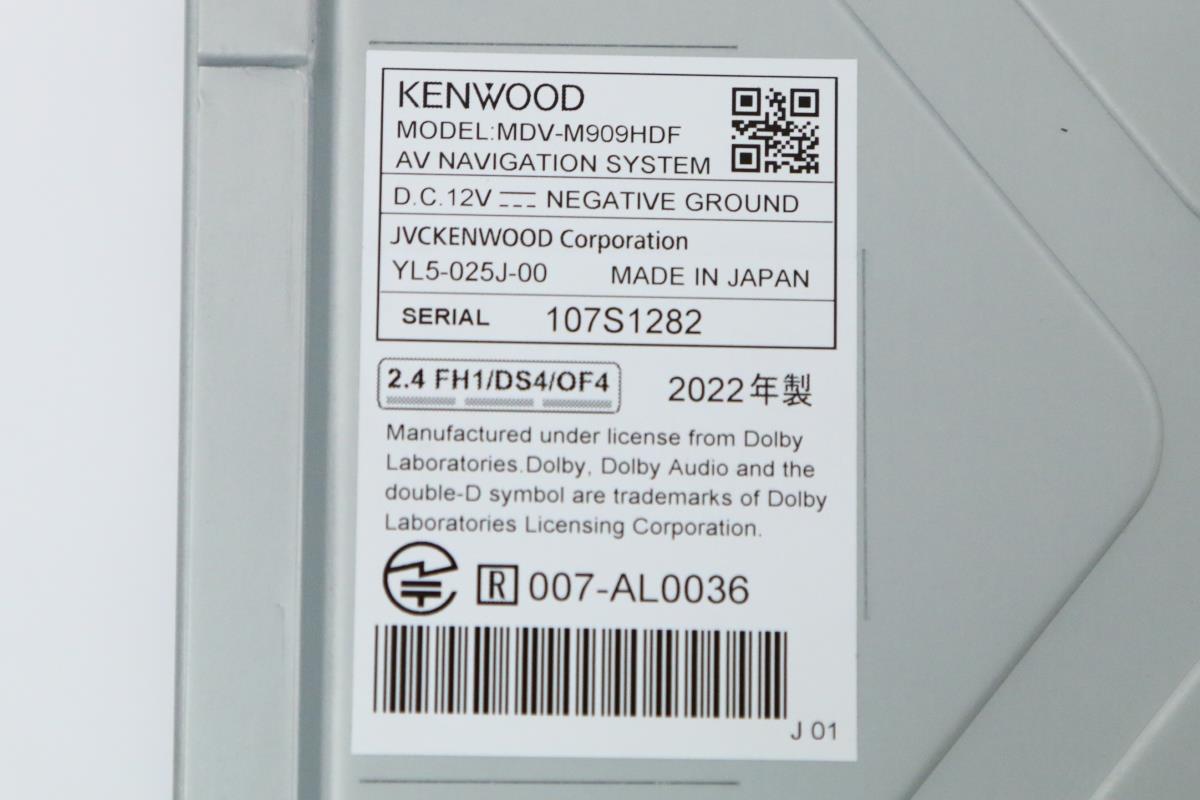 KENWOOD
MODEL:MDV-M909HDF
AV NAVIGATION SYSTEM
D.C.12V NEGATIVE GROUND
JVCKENWOOD Corporation
YL5-025J-00 MADE IN JAPAN
SERIAL 107S1282
2.4 FH1/DS4/OF4 2022年製
Manufactured under license from Dolby
Laboratories.Dolby, Dolby Audio and the
double-D symbol are trademarks of Dolby
Laboratories Licensing Corporation.
R 007-AL0036
J 01